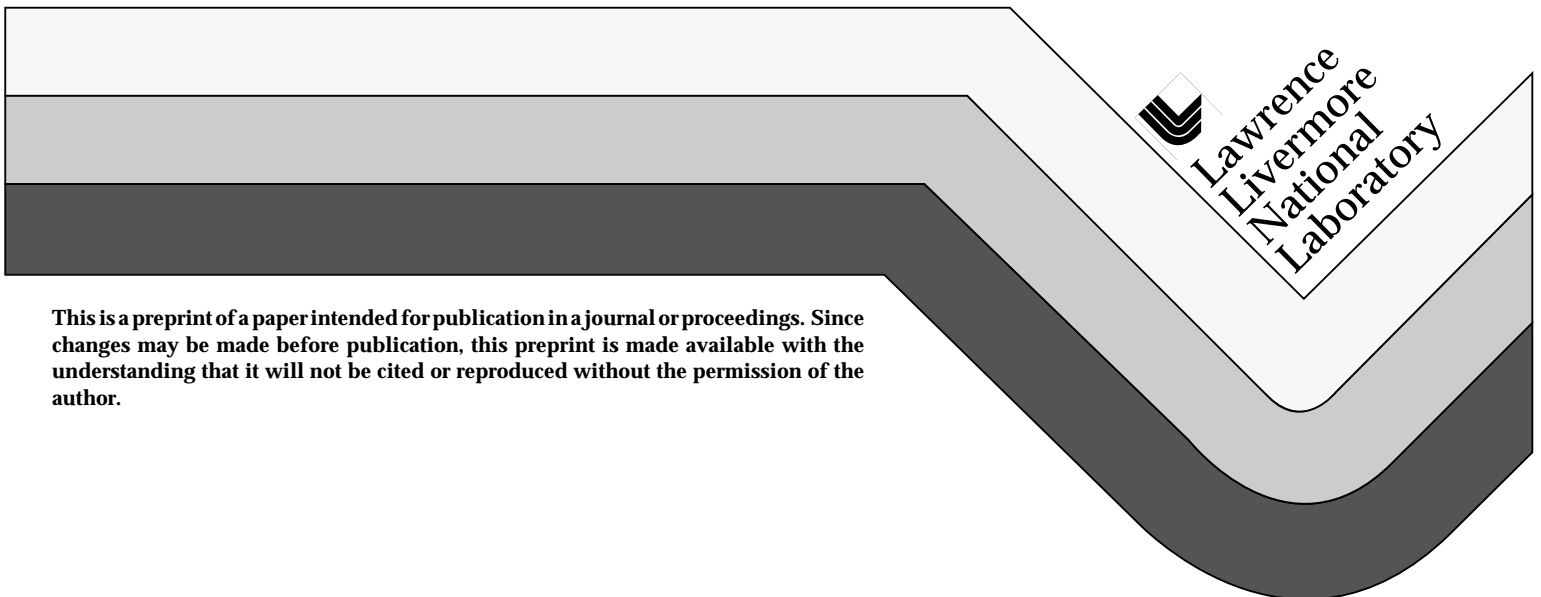 Lawrence
Livermore
National
Laboratory
This is a preprint of a paper intended for publication in a journal or proceedings. Since
changes may be made before publication, this preprint is made available with the
understanding that it will not be cited or reproduced without the permission of the
author.